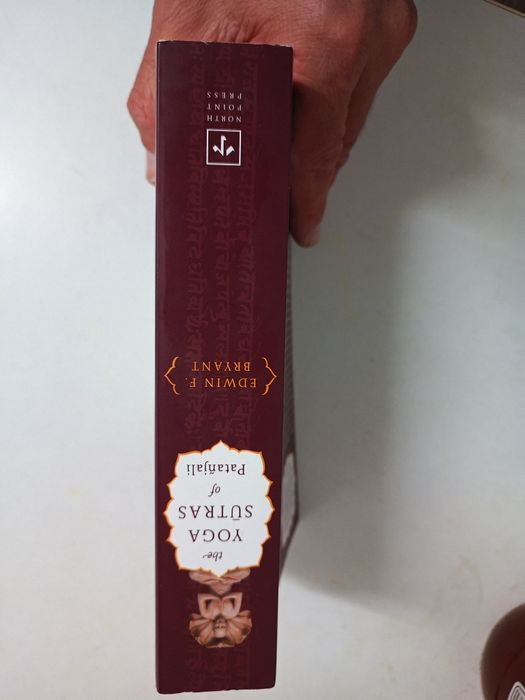 the
YOGA
SŪTRAS
of
Patañjali
EDWIN F.
BRYANT
NORTH
POINT
PRESS